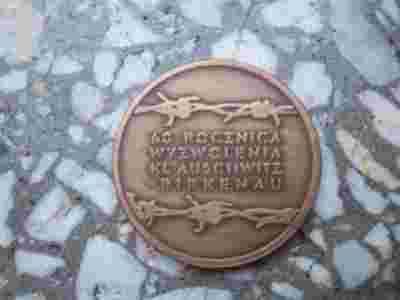 60 ROCZNICA
WYZWOLENIA
KL AUSCHWITZ
BIRKENAU